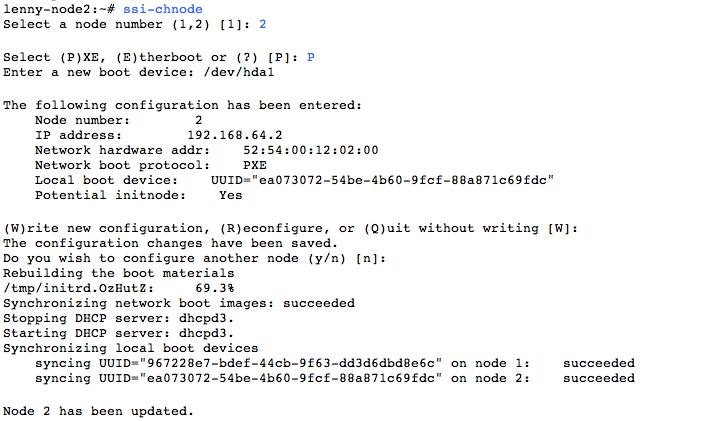 lenny-node2:~# ssi-chnode
Select a node number (1,2) [1]: 2
Select (P)XE, (E)therboot or (?) [P]: P
Enter a new boot device: /dev/hda1
The following configuration has been entered:
Node number: 2
IP address: 192.168.64.2
Network hardware addr: 52:54:00:12:02:00
Network boot protocol: PXE
Local boot device: UUID="ea073072-54be-4b60-9fcf-88a871c69fdc"
Potential initnode: Yes
(W)rite new configuration, (R)econfigure, or (Q)uit without writing [W]:
The configuration changes have been saved.
Do you wish to configure another node (y/n) [n]:
Rebuilding the boot materials
/tmp/initrd.OzHutZ: 69.3%
Synchronizing network boot images: succeeded
Stopping DHCP server: dhcpd3.
Starting DHCP server: dhcpd3.
Synchronizing local boot devices
syncing UUID="967228e7-bdef-44cb-9f63-dd3d6dbd8e6c" on node 1: succeeded
syncing UUID="ea073072-54be-4b60-9fcf-88a871c69fdc" on node 2: succeeded
Node 2 has been updated.